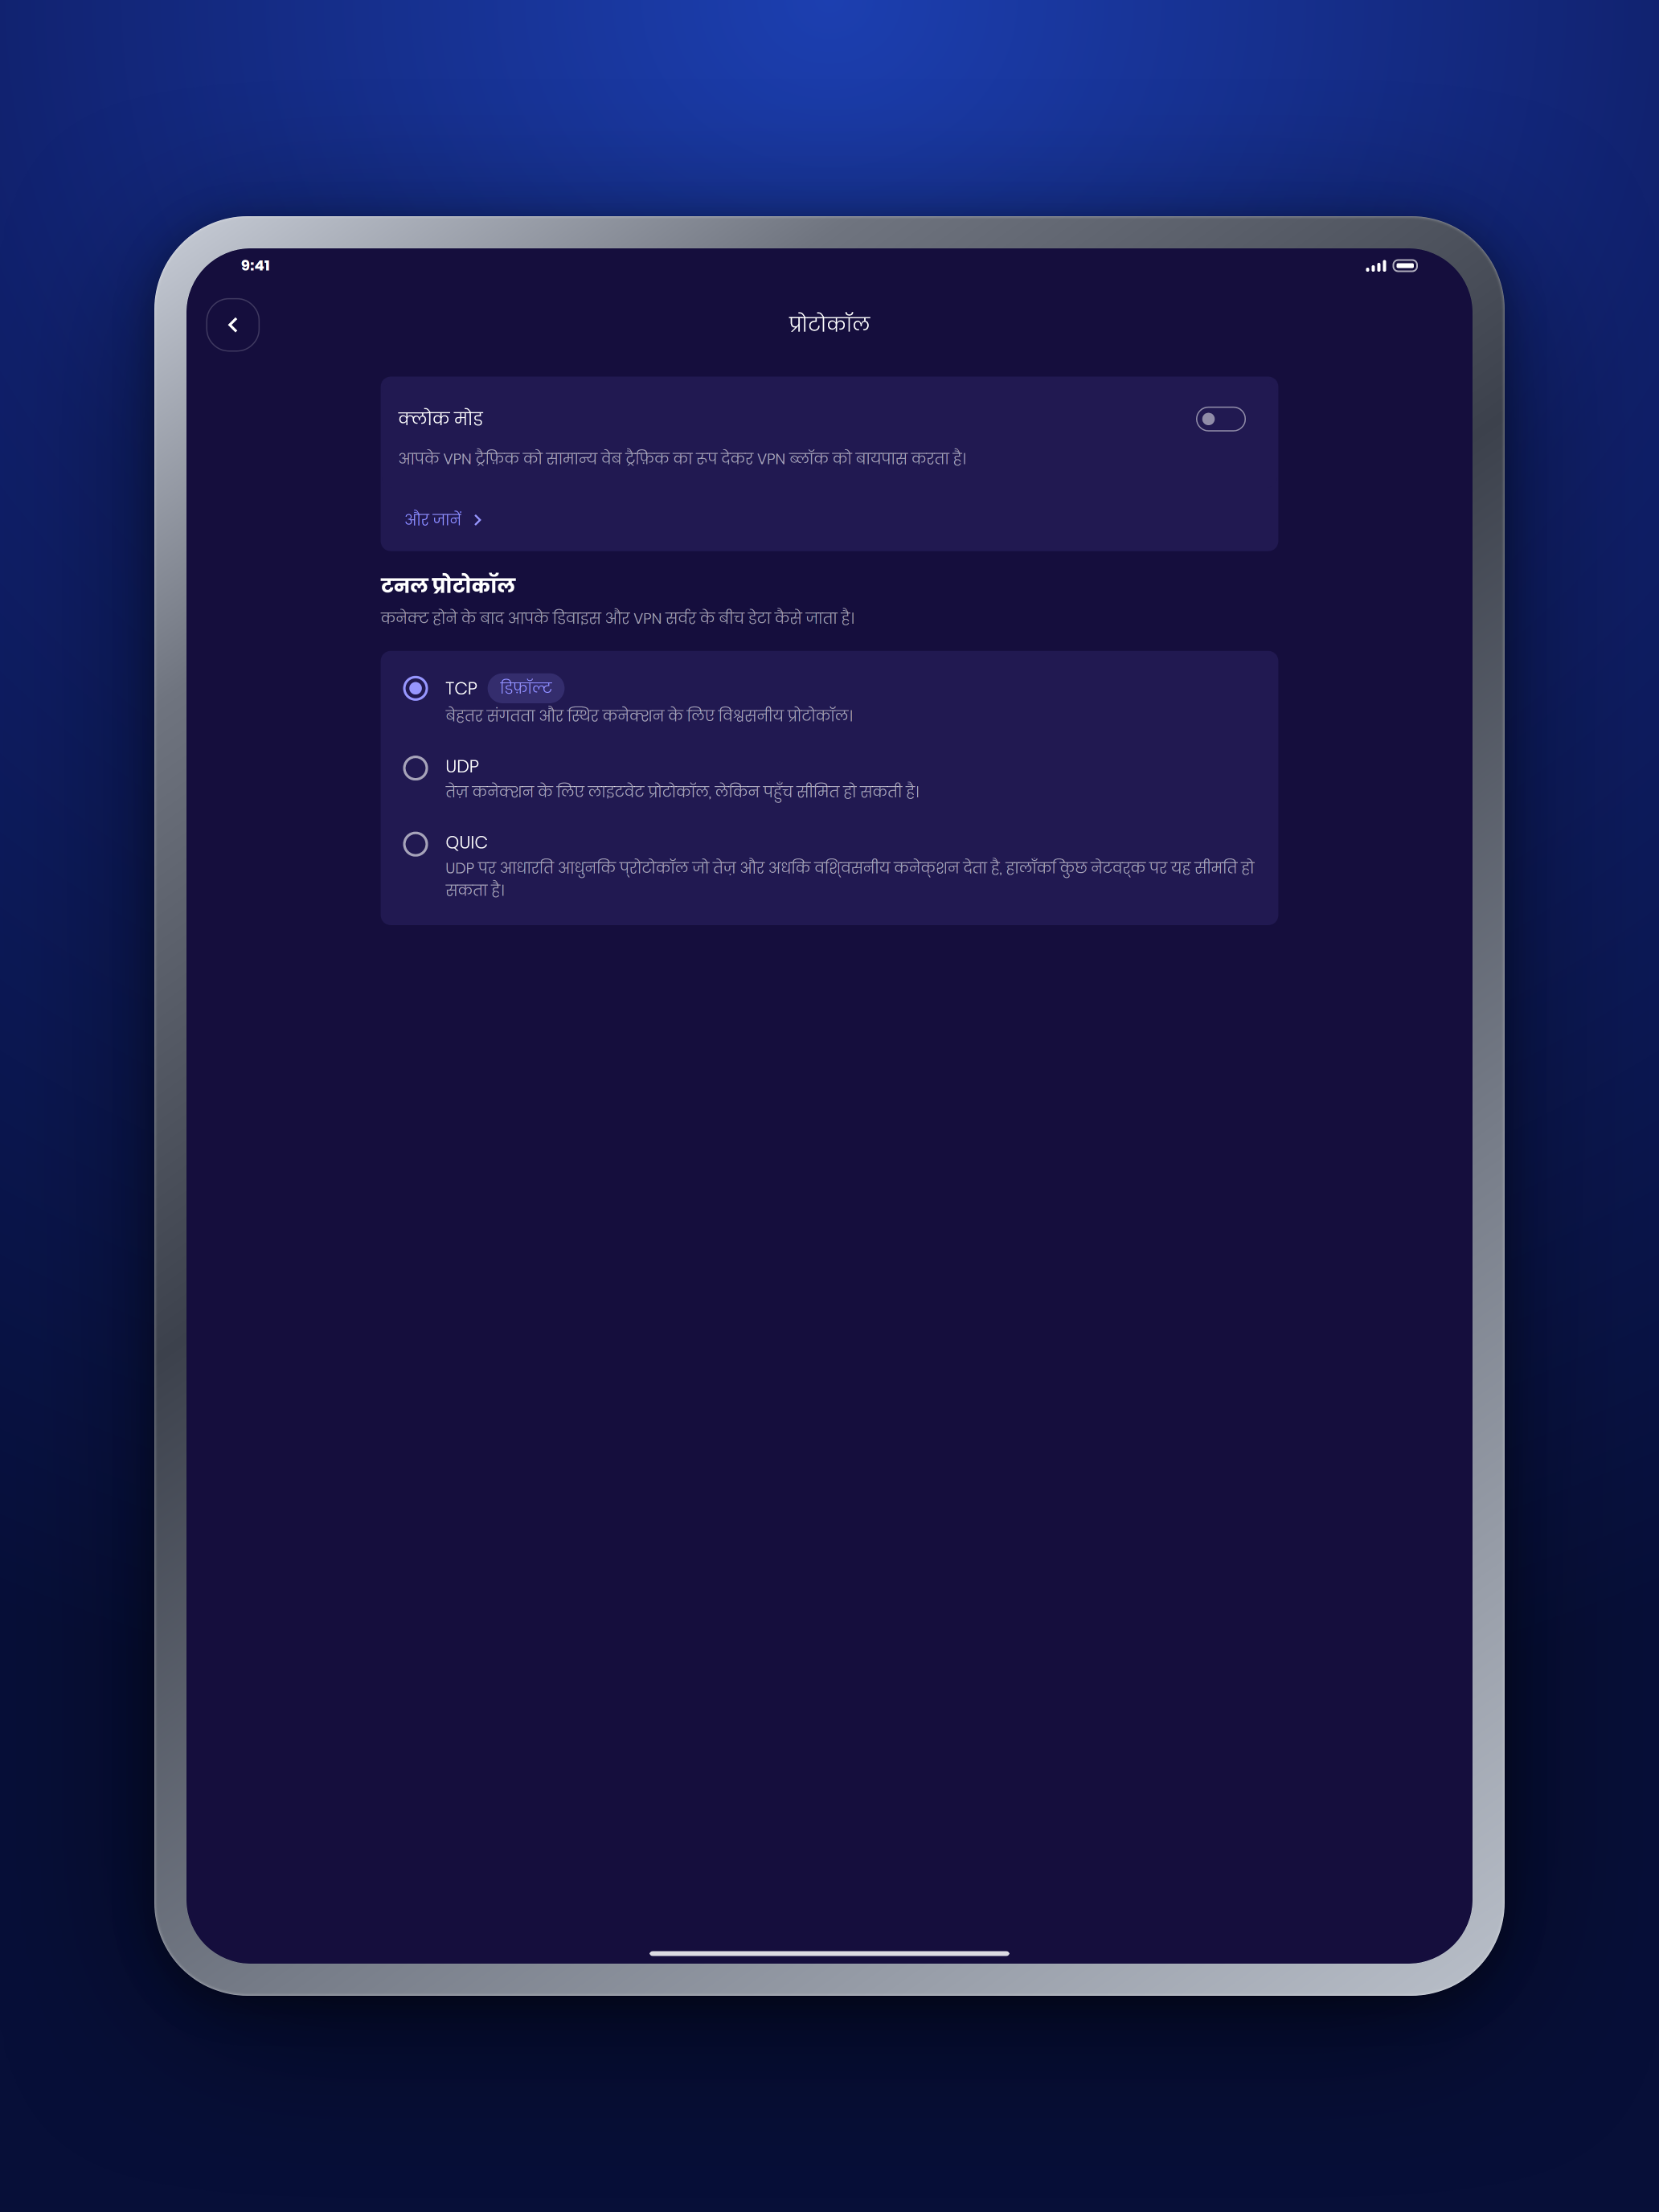 9:41
प्रोटोकॉल
क्लोक मोड
आपके VPN ट्रैफ़िक को सामान्य वेब ट्रैफ़िक का रूप देकर VPN ब्लॉक को बायपास करता है।
और जानें
टनल प्रोटोकॉल
कनेक्ट होने के बाद आपके डिवाइस और VPN सर्वर के बीच डेटा कैसे जाता है।
TCP डिफ़ॉल्ट
बेहतर संगतता और स्थिर कनेक्शन के लिए विश्वसनीय प्रोटोकॉल।
UDP
तेज़ कनेक्शन के लिए लाइटवेट प्रोटोकॉल, लेकिन पहुँच सीमित हो सकती है।
QUIC
UDP पर आधारित आधुनिक प्रोटोकॉल जो तेज़ और अधिक विश्वसनीय कनेक्शन देता है, हालाँकि कुछ नेटवर्क पर यह सीमित हो
सकता है।